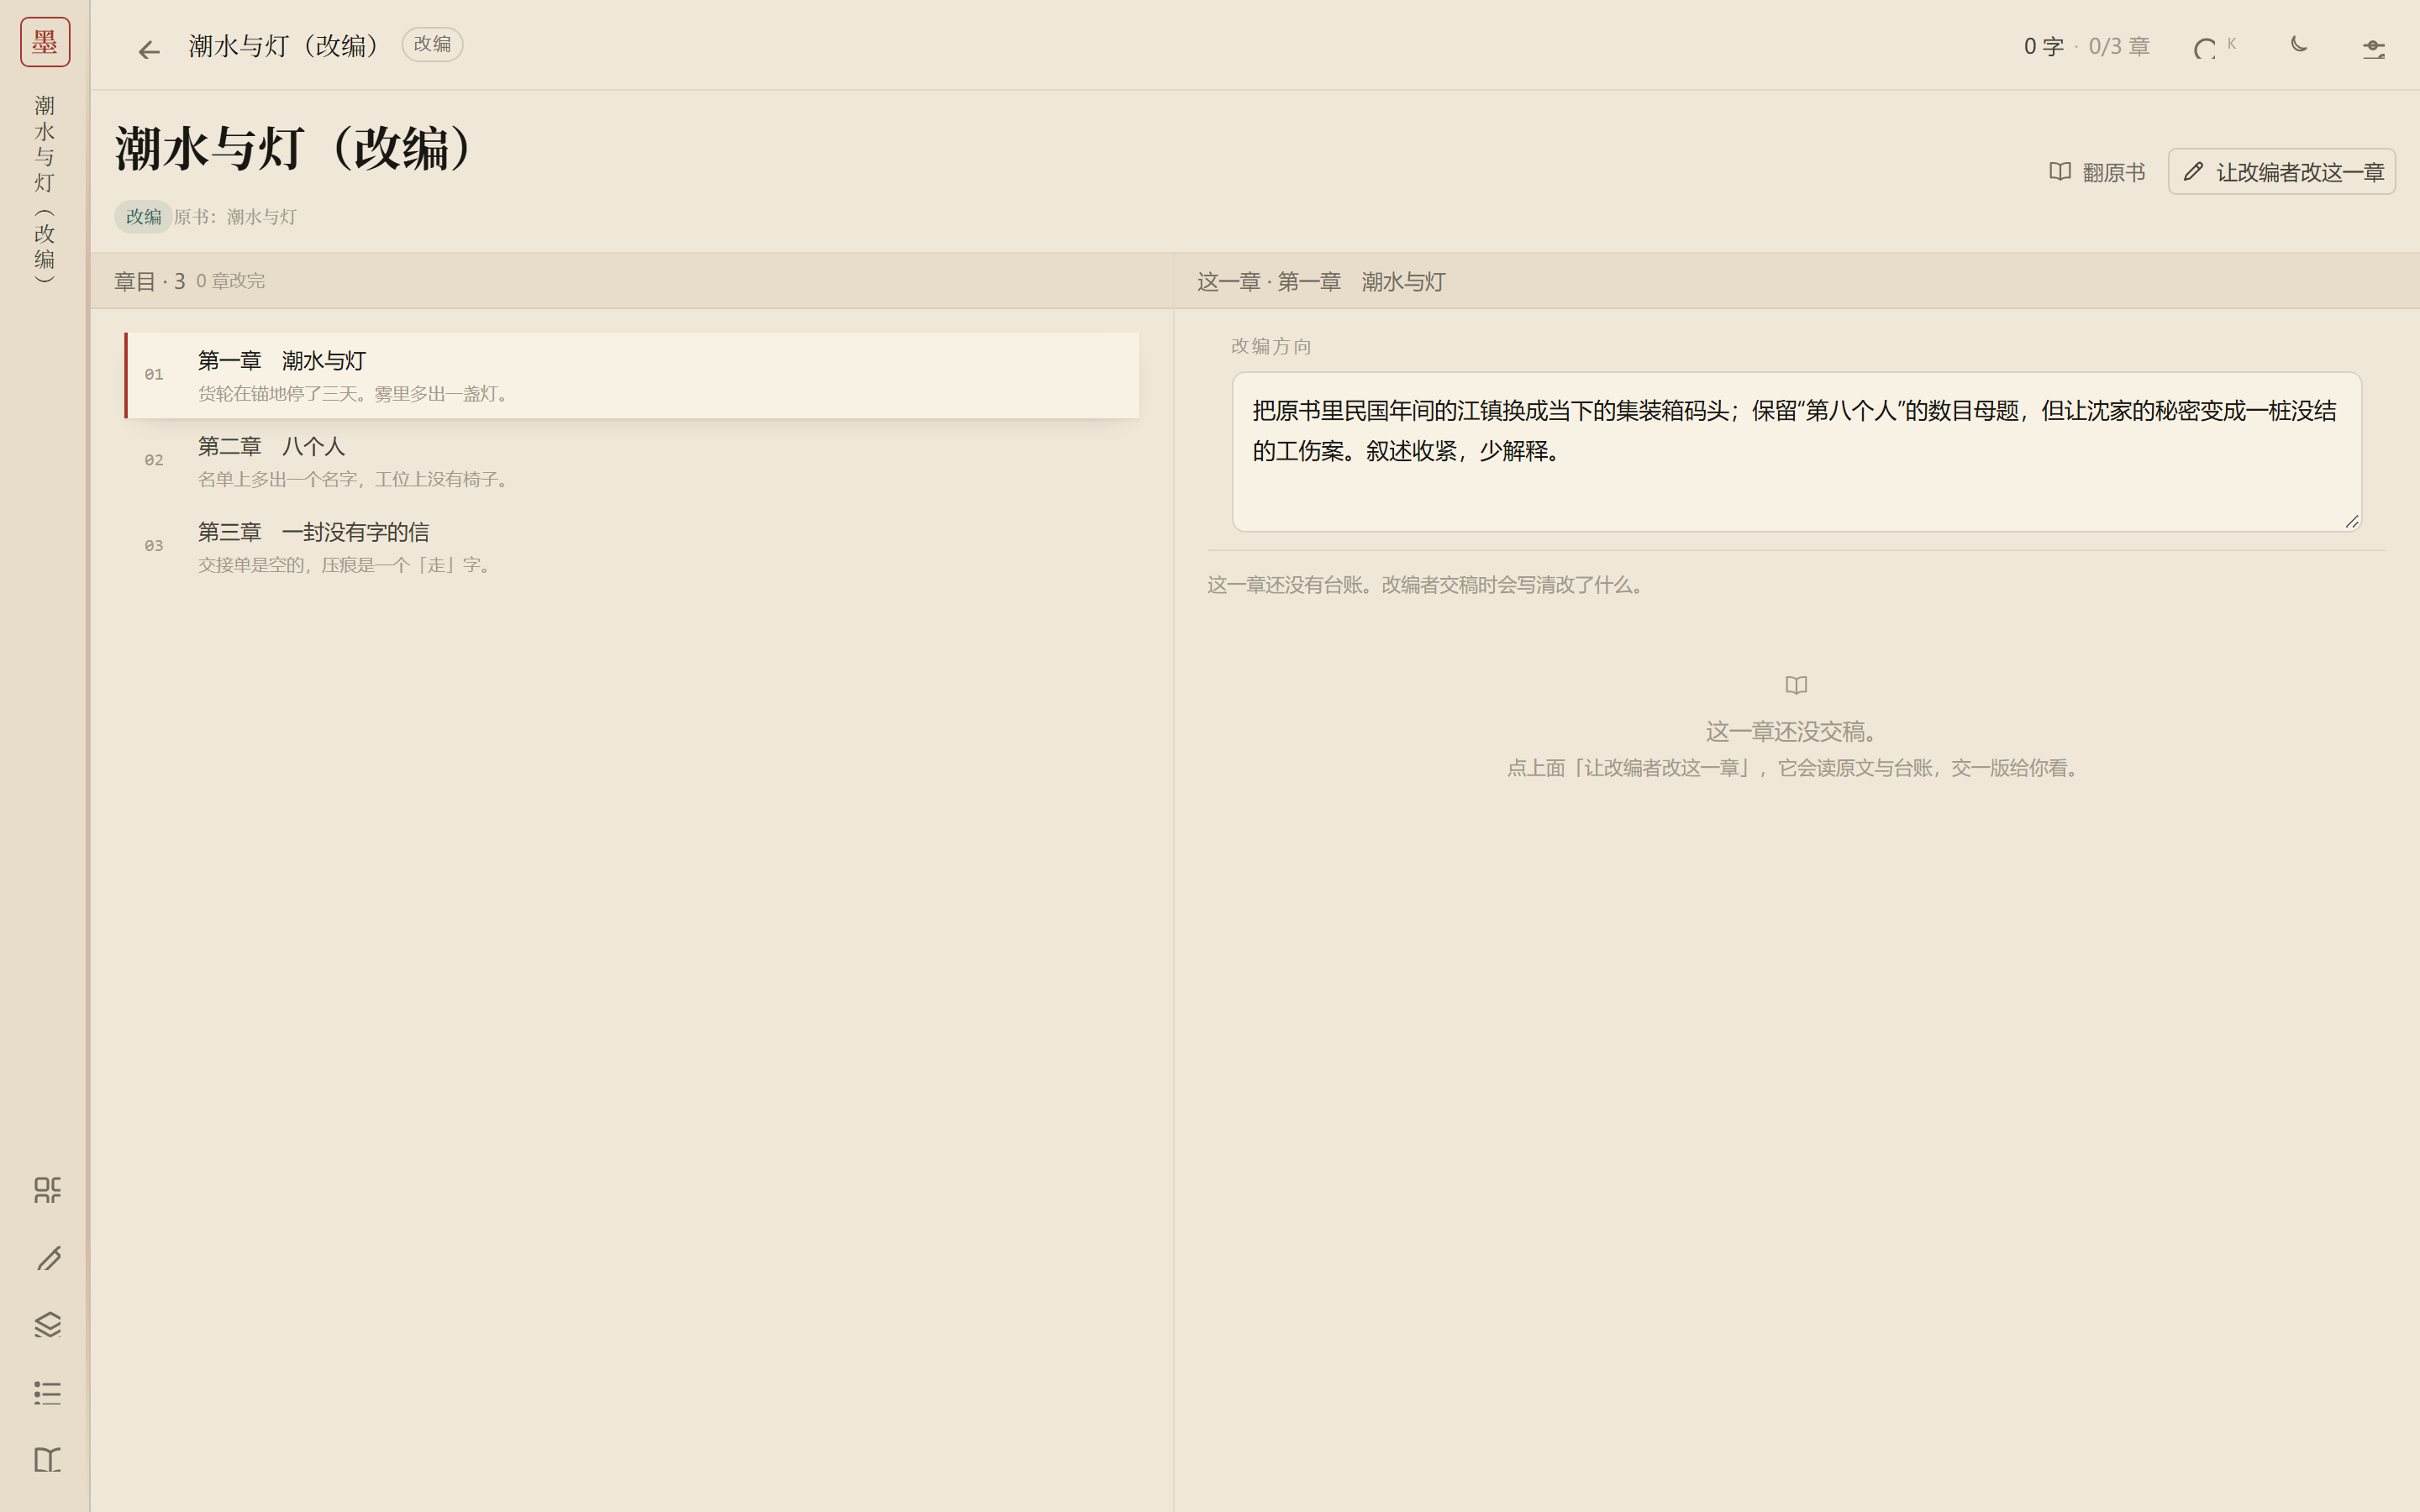 墨
潮水与灯（改编）
潮水与灯（改编） 改编
0 字 · 0/3 章
K
潮水与灯（改编）
改编 原书：潮水与灯
翻原书
让改编者改这一章
章目 · 3 0 章改完
01
第一章　潮水与灯
货轮在锚地停了三天。雾里多出一盏灯。
02
第二章　八个人
名单上多出一个名字，工位上没有椅子。
03
第三章　一封没有字的信
交接单是空的，压痕是一个「走」字。
这一章 · 第一章　潮水与灯
改编方向
把原书里民国年间的江镇换成当下的集装箱码头；保留“第八个人”的数目母题，但让沈家的秘密变成一桩没结
的工伤案。叙述收紧，少解释。
这一章还没有台账。改编者交稿时会写清改了什么。
这一章还没交稿。
点上面「让改编者改这一章」，它会读原文与台账，交一版给你看。